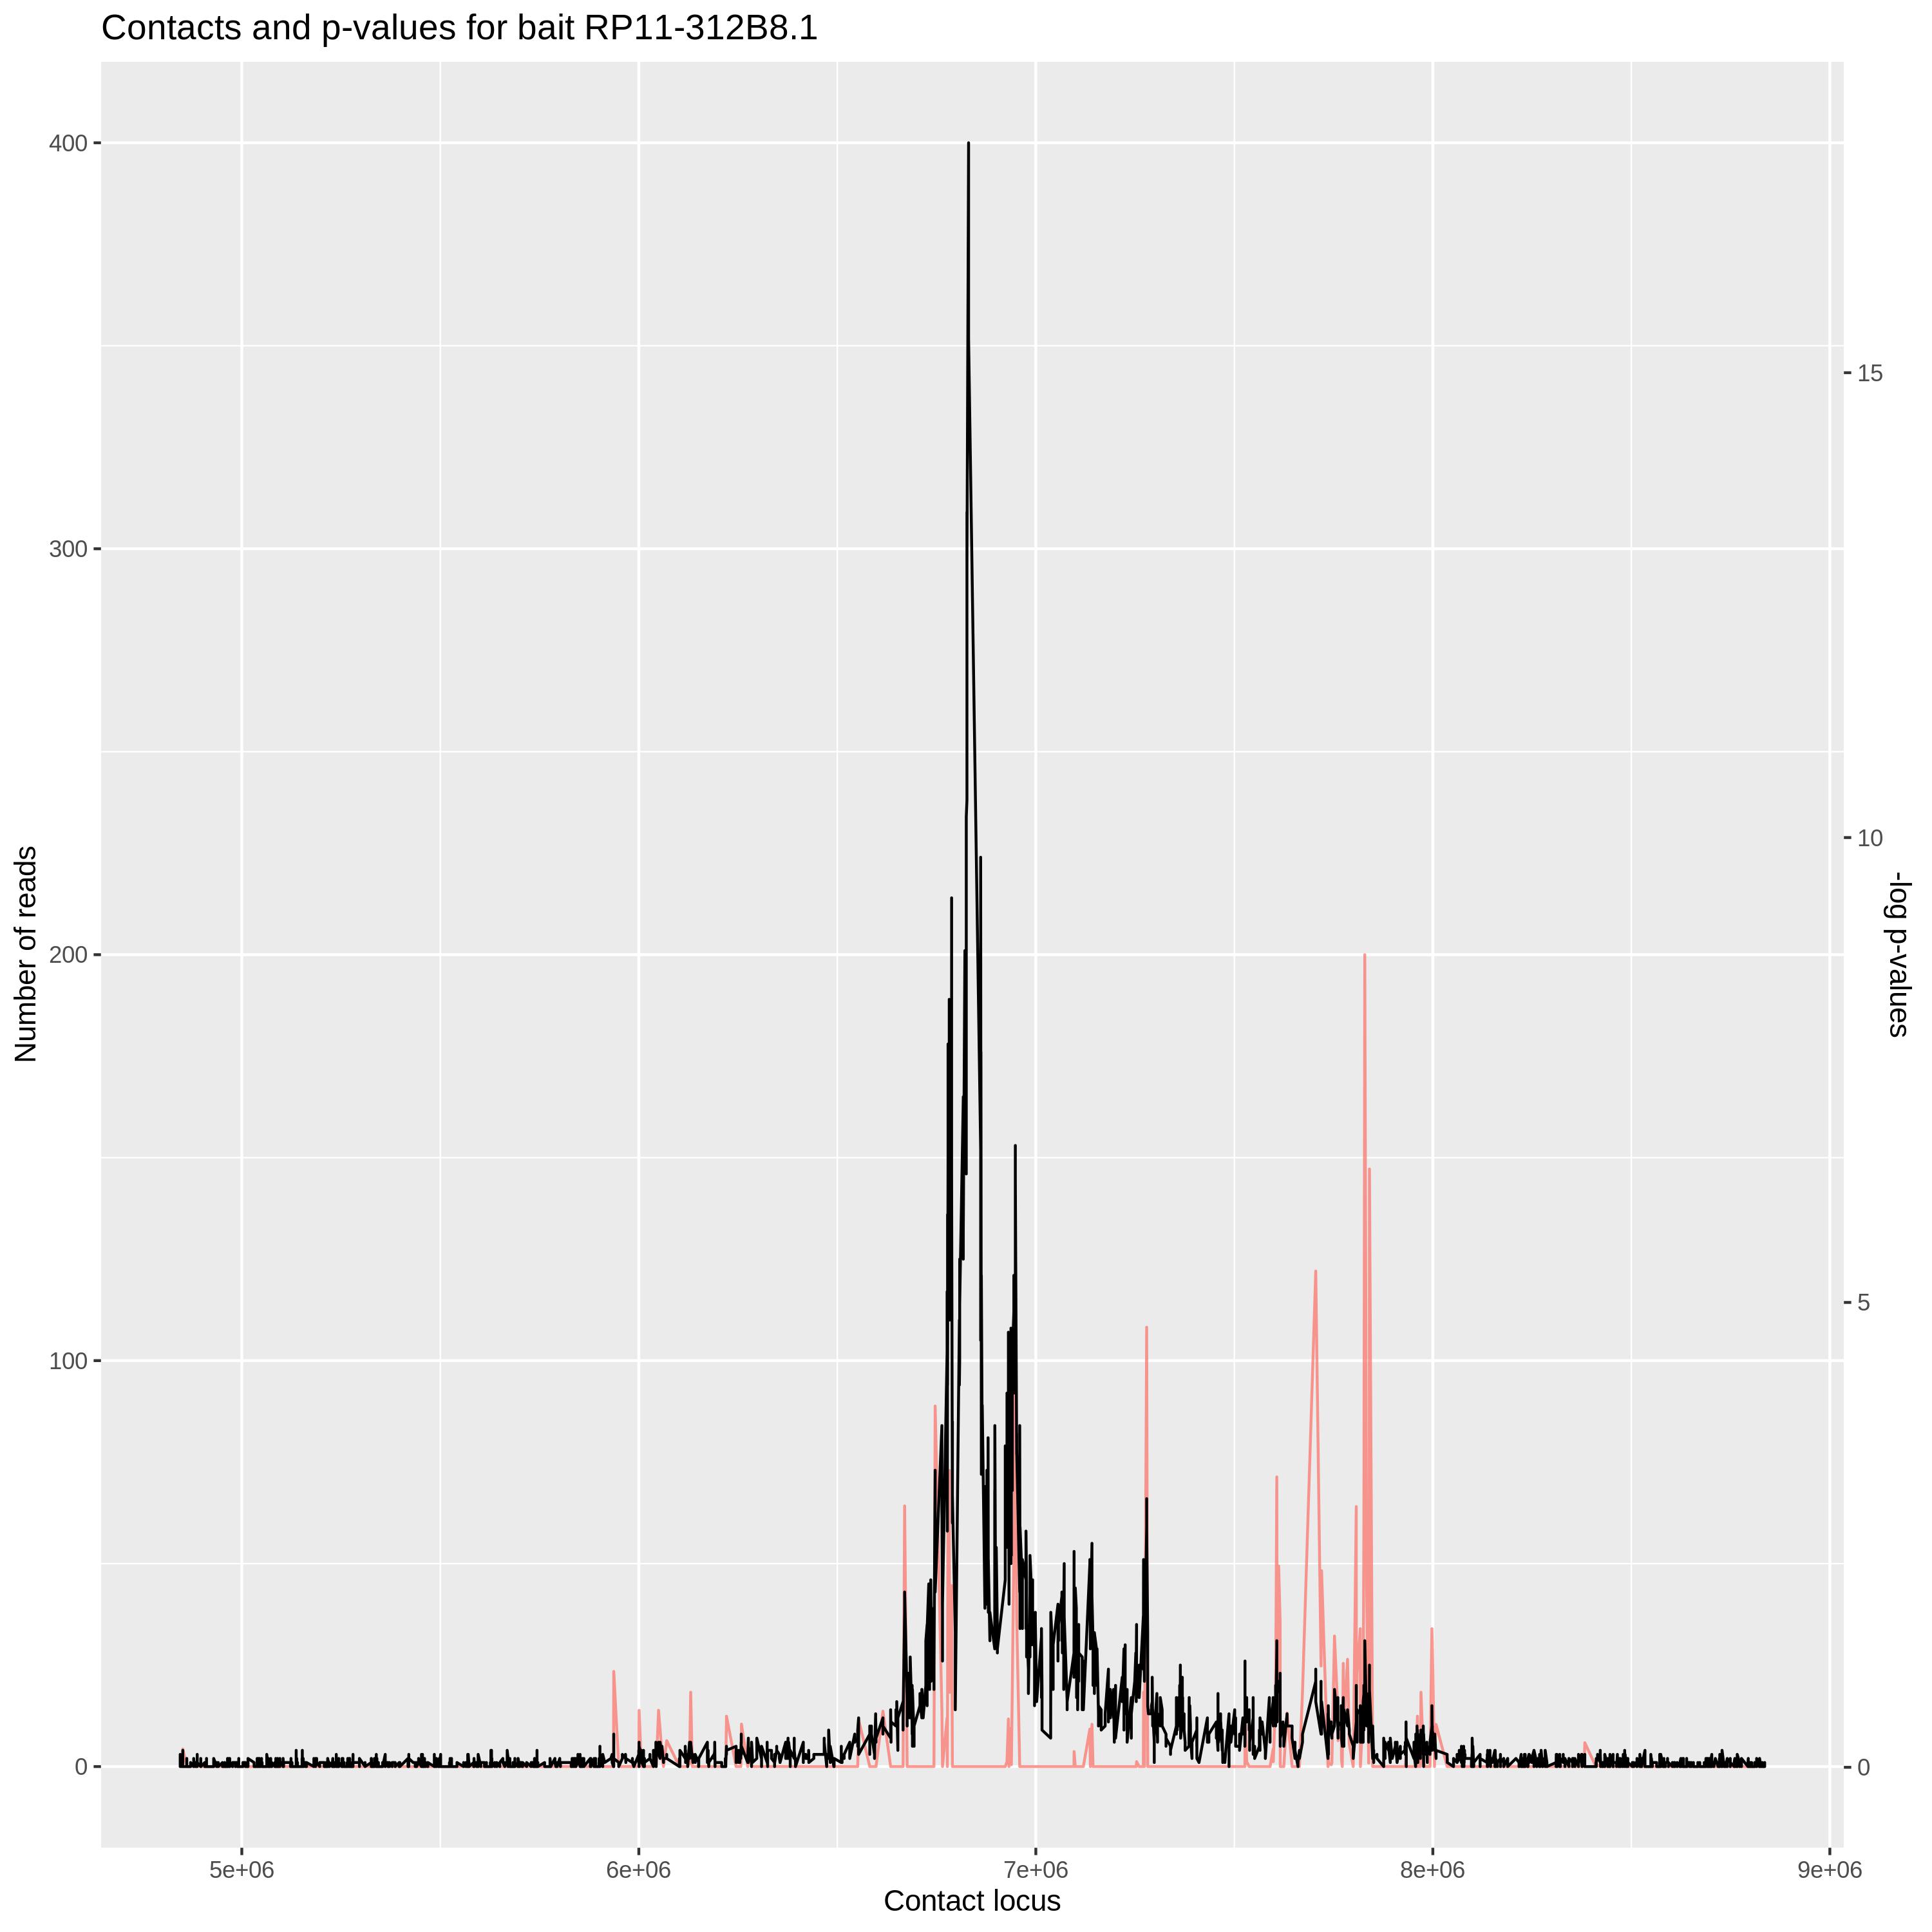 Contacts and p-values for bait RP11-312B8.1
400
300
200
100
0
Number of reads
15
10
5
0
-log p-values
5e+06
6e+06
7e+06
8e+06
9e+06
Contact locus